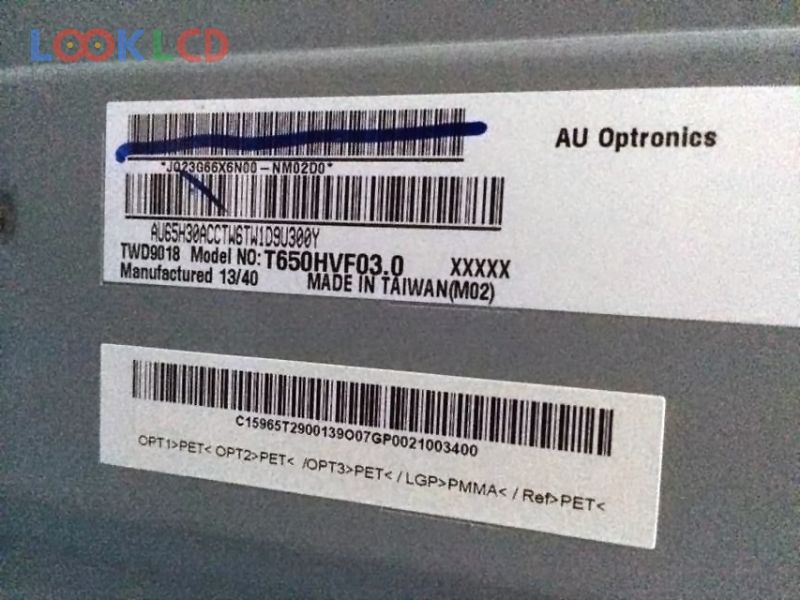 LOOKLCD
AU Optronics
*J023G66X6N00-NM02D0*
AU65H30ACCTW6TW1D9U300Y
TWD9018 Model NO: T650HVF03.0 XXXXX
Manufactured 13/40 MADE IN TAIWAN(M02)
C15965T2900139O07GP0021003400
OPT1>PET< OPT2>PET< /OPT3>PET< / LGP>PMMA< / Ref>PET<